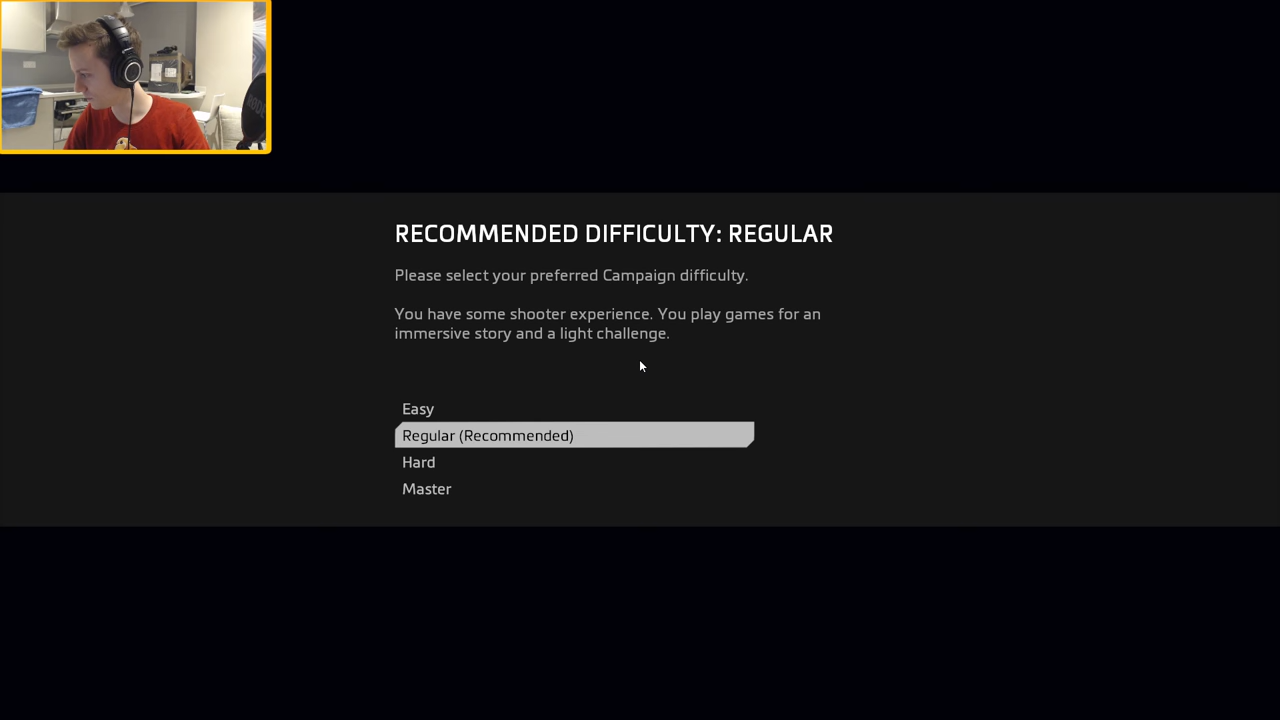 RECOMMENDED DIFFICULTY: REGULAR
Please select your preferred Campaign difficulty.
You have some shooter experience. You play games for an
immersive story and a light challenge.
Easy
Regular (Recommended)
Hard
Master